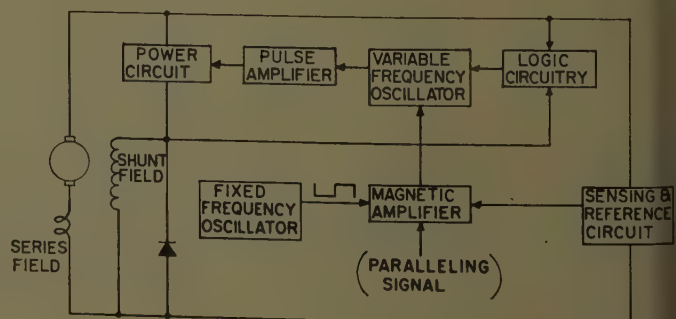 POWER
CIRCUIT
PULSE
AMPLIFIER
VARIABLE
FREQUENCY
OSCILLATOR
LOGIC
CIRCUITRY
SHUNT
FIELD
SERIES
FIELD
FIXED
FREQUENCY
OSCILLATOR
MAGNETIC
AMPLIFIER
SENSING &
REFERENCE
CIRCUIT
(PARALLELING
SIGNAL)